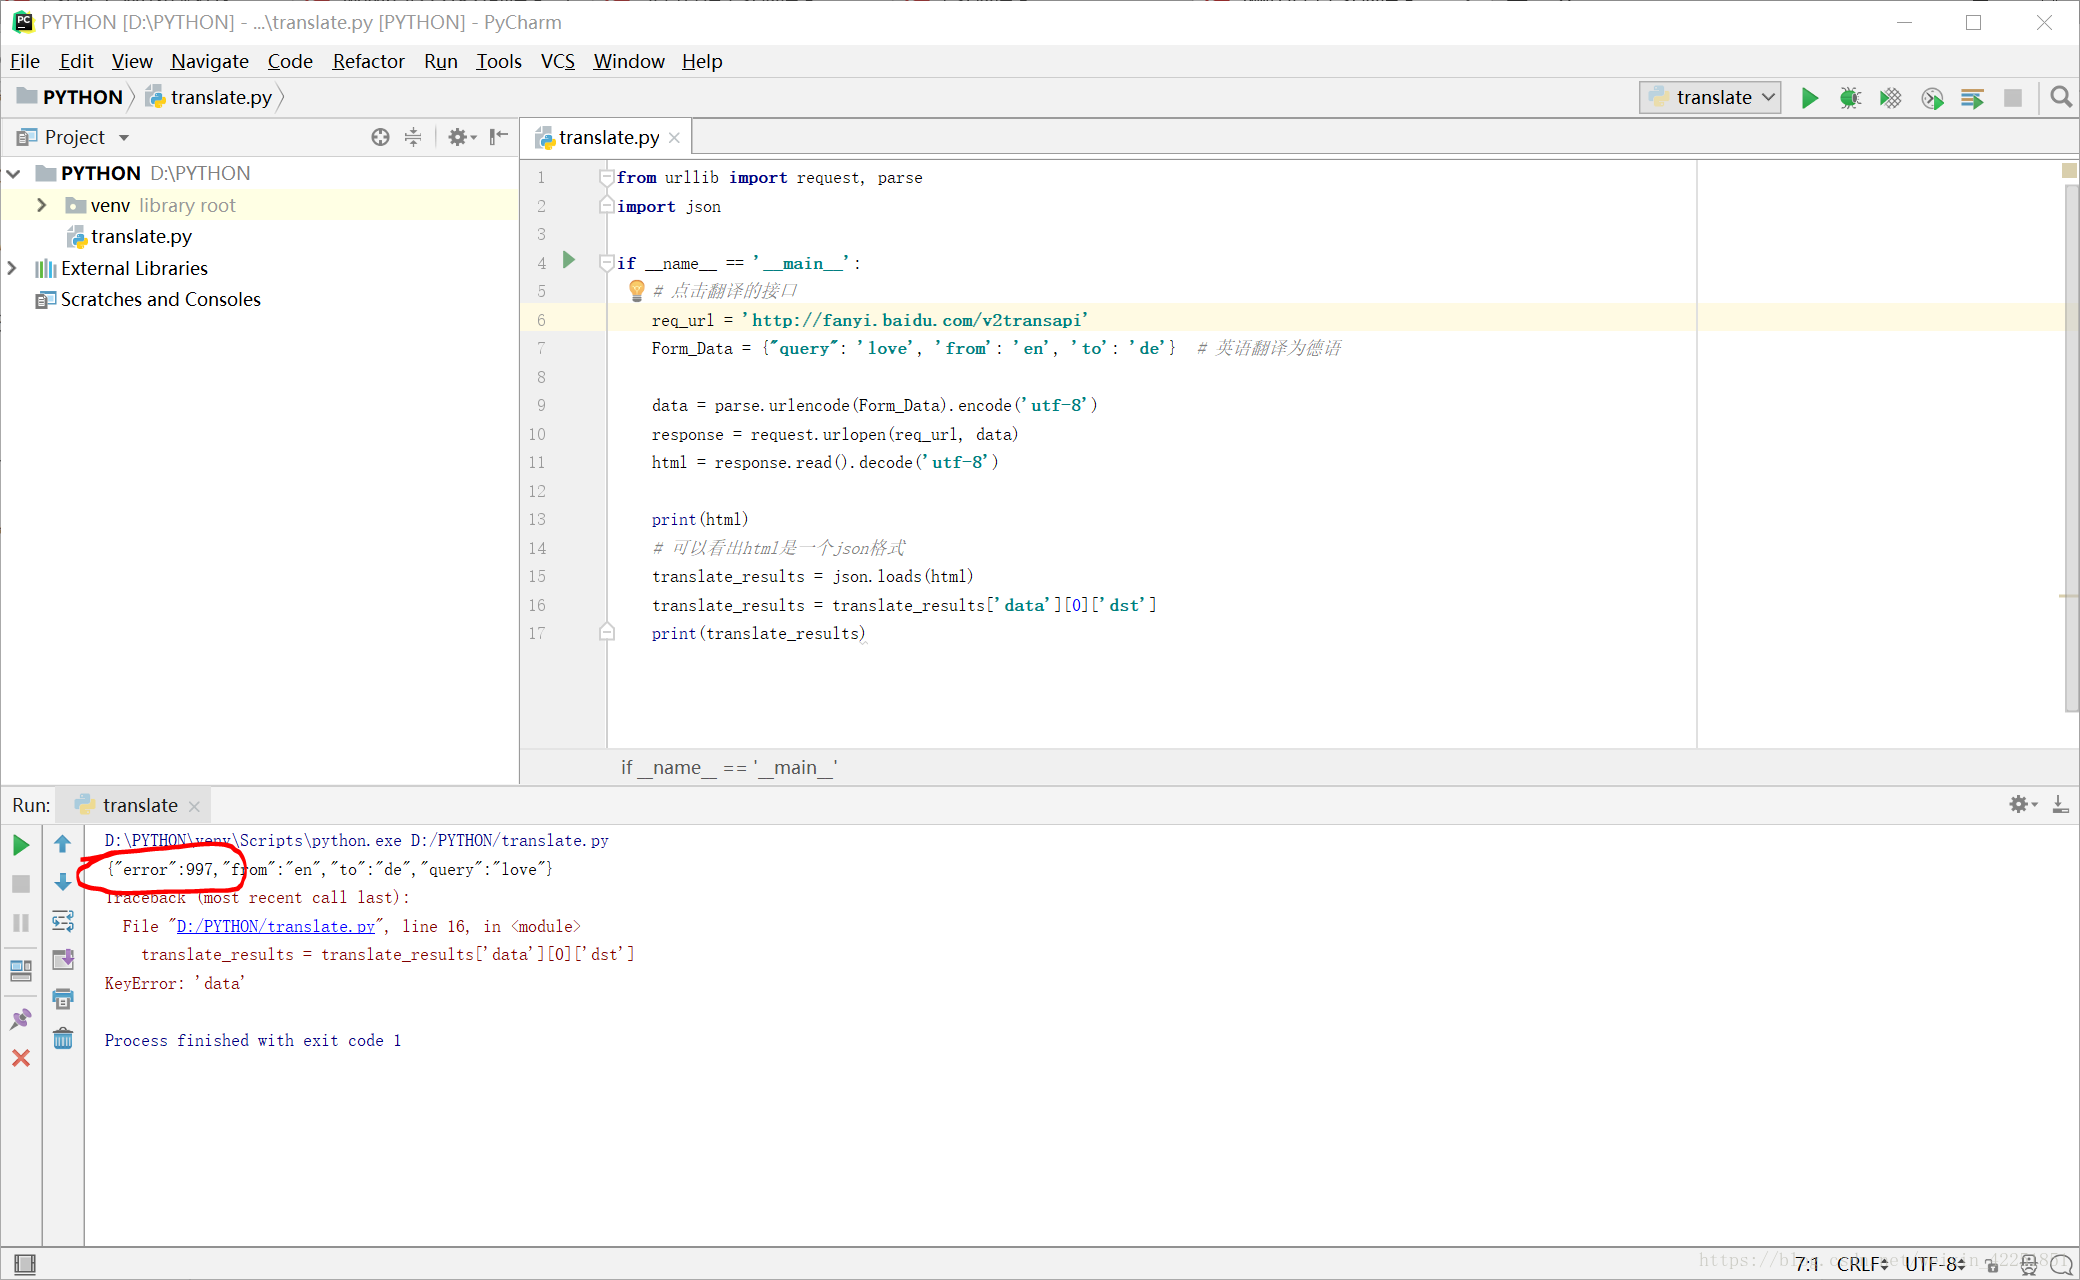 PYTHON [D:\PYTHON] - ...\translate.py [PYTHON] - PyCharm
File Edit View Navigate Code Refactor Run Tools VCS Window Help
PYTHON translate.py
translate
Project
translate.py
PYTHON D:\PYTHON
venv library root
translate.py
External Libraries
Scratches and Consoles
1 from urllib import request, parse
2 import json
3
4 if __name__ == '__main__':
5 # 点击翻译的接口
6 req_url = 'http://fanyi.baidu.com/v2transapi'
7 Form_Data = {"query": 'love', 'from': 'en', 'to': 'de'} # 英语翻译为德语
8
9 data = parse.urlencode(Form_Data).encode('utf-8')
10 response = request.urlopen(req_url, data)
11 html = response.read().decode('utf-8')
12
13 print(html)
14 # 可以看出html是一个json格式
15 translate_results = json.loads(html)
16 translate_results = translate_results['data'][0]['dst']
17 print(translate_results)
if __name__ == '__main__'
Run: translate
D:\PYTHON\venv\Scripts\python.exe D:/PYTHON/translate.py
{"error":997,"from":"en","to":"de","query":"love"}
Traceback (most recent call last):
File "D:/PYTHON/translate.py", line 16, in <module>
translate_results = translate_results['data'][0]['dst']
KeyError: 'data'
Process finished with exit code 1
7:1 CRLF UTF-8